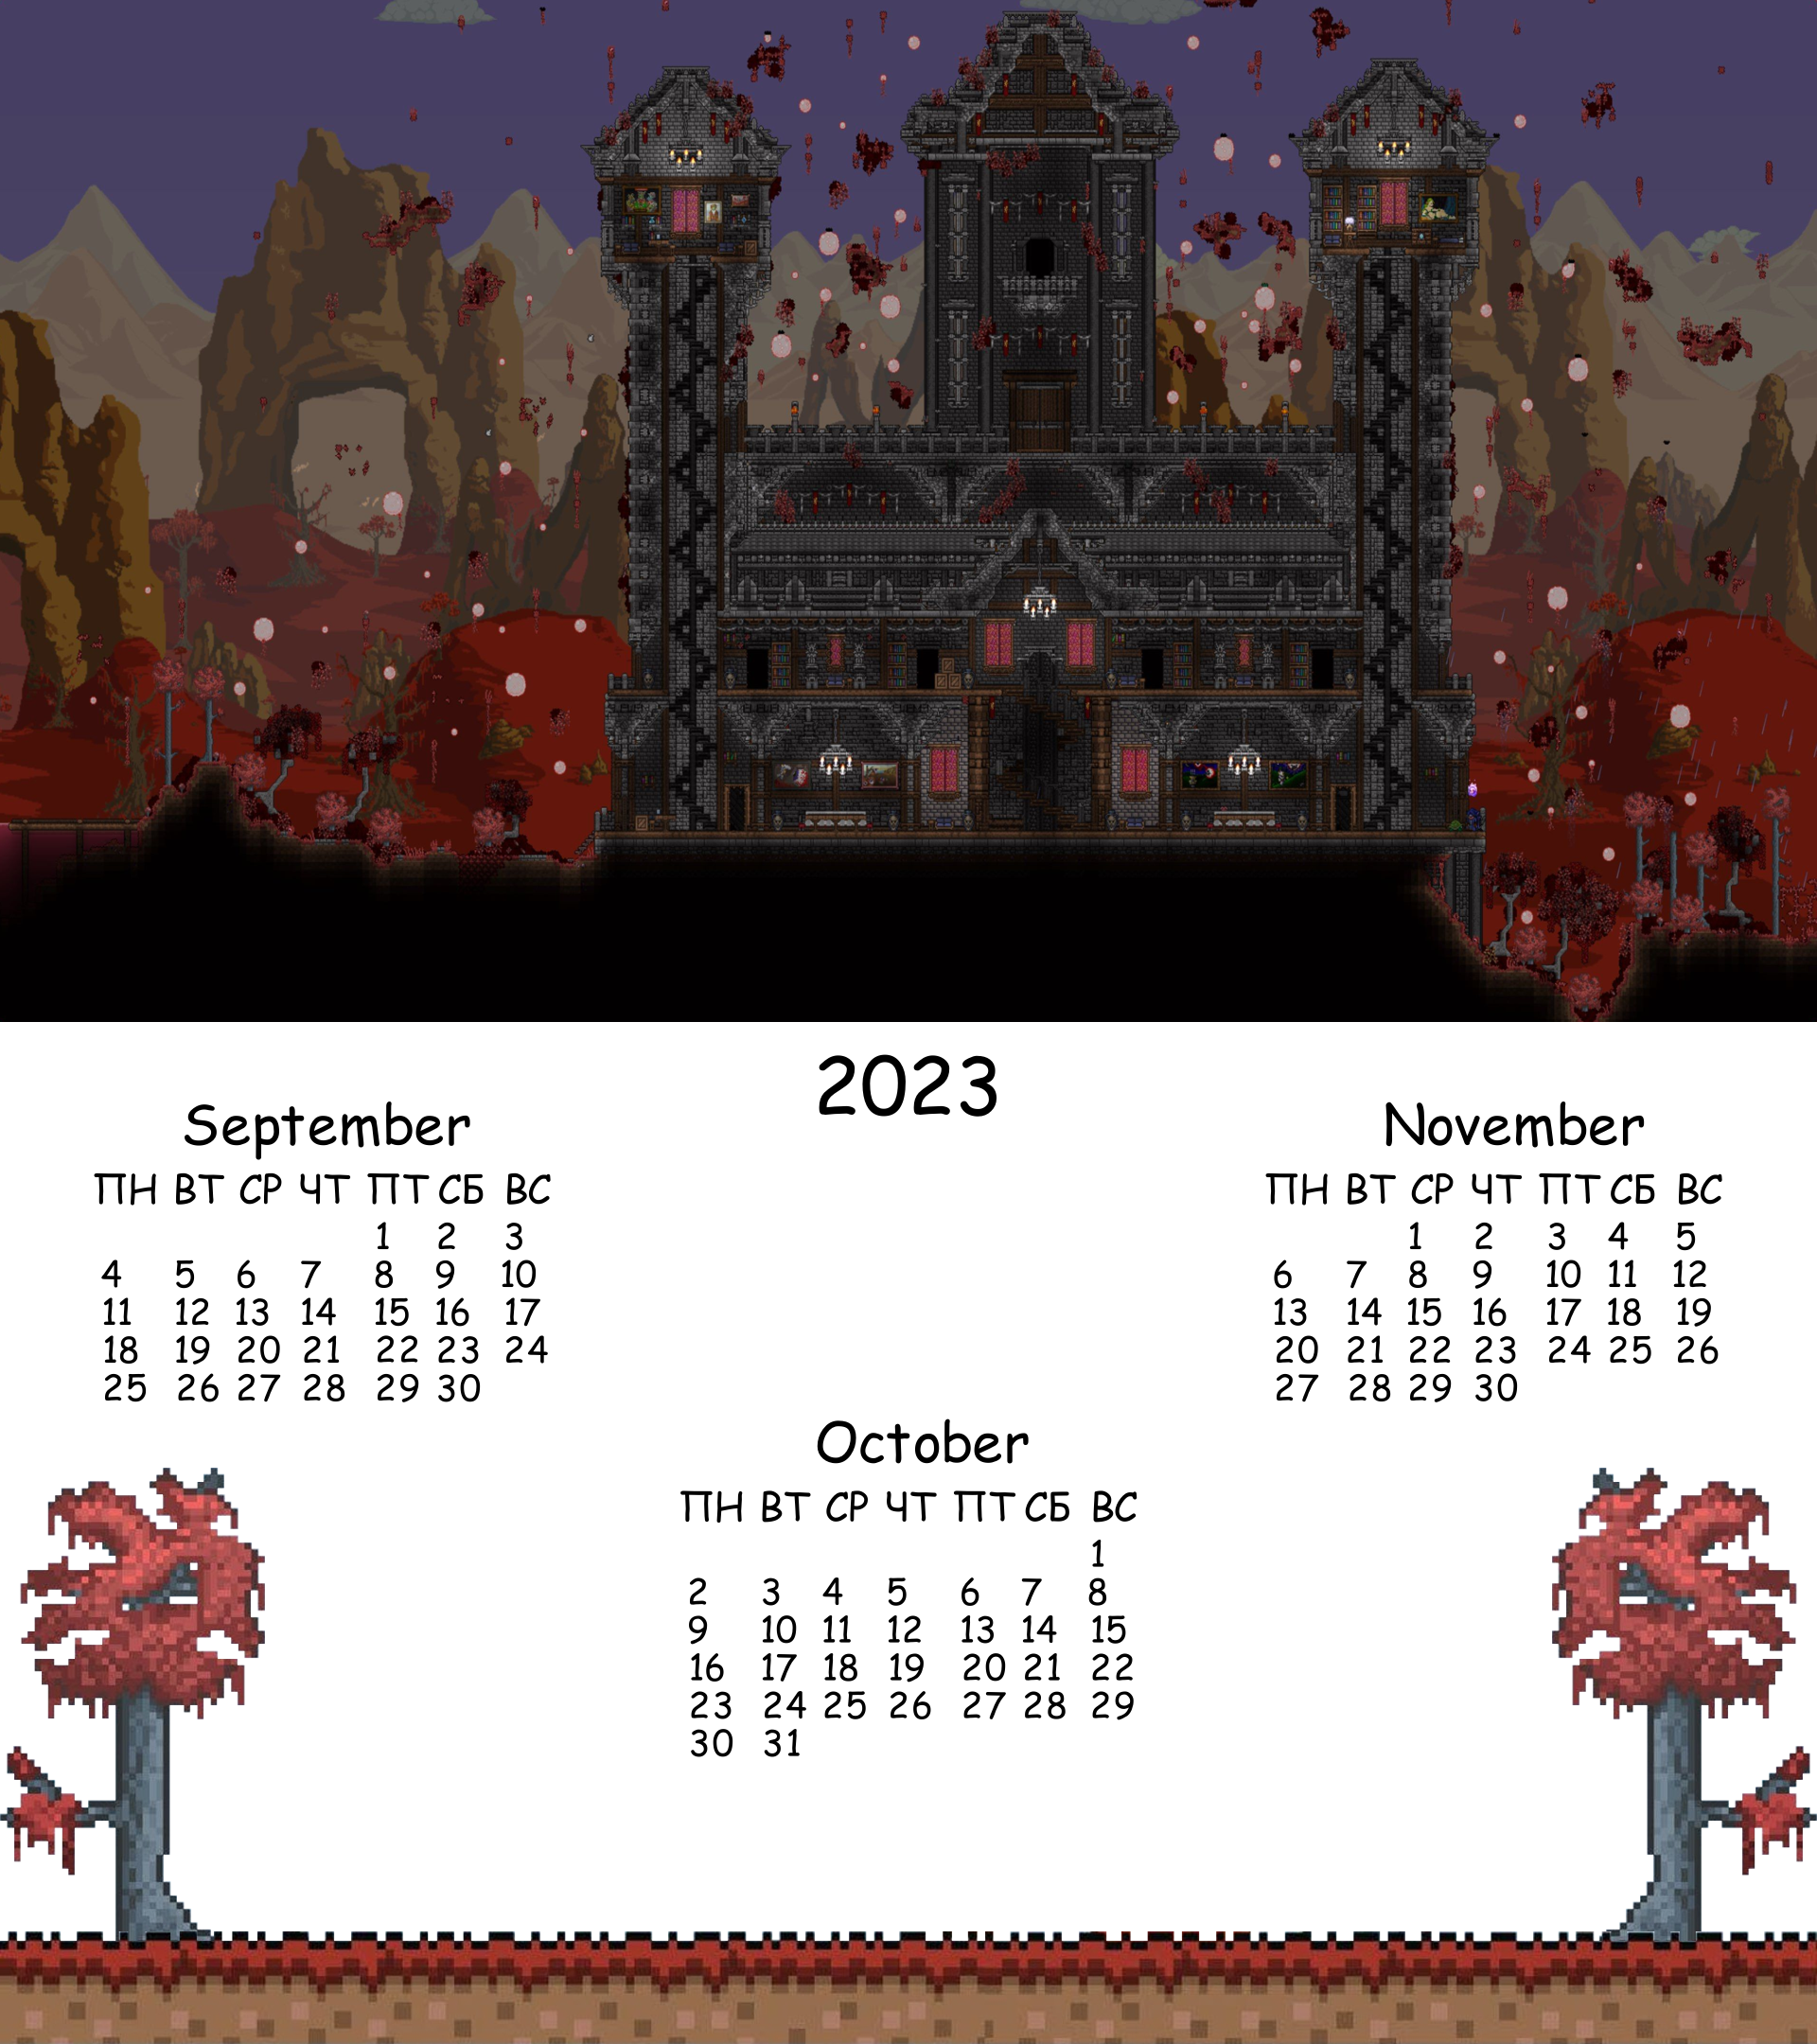 2023
September
ПН ВТ СР ЧТ ПТ СБ ВС
1 2 3
4 5 6 7 8 9 10
11 12 13 14 15 16 17
18 19 20 21 22 23 24
25 26 27 28 29 30
November
ПН ВТ СР ЧТ ПТ СБ ВС
1 2 3 4 5
6 7 8 9 10 11 12
13 14 15 16 17 18 19
20 21 22 23 24 25 26
27 28 29 30
October
ПН ВТ СР ЧТ ПТ СБ ВС
1
2 3 4 5 6 7 8
9 10 11 12 13 14 15
16 17 18 19 20 21 22
23 24 25 26 27 28 29
30 31